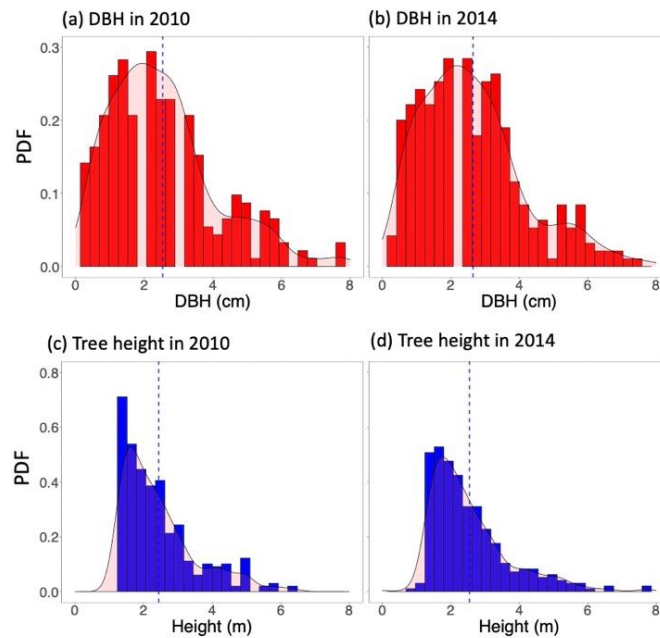 (a) DBH in 2010
(b) DBH in 2014
0.3
0.2
0.1
0.0
PDF
0 2 4 6 8
0 2 4 6 8
DBH (cm)
DBH (cm)
(c) Tree height in 2010
(d) Tree height in 2014
0.8
0.6
0.4
0.2
0.0
PDF
0 2 4 6 8
0 2 4 6 8
Height (m)
Height (m)